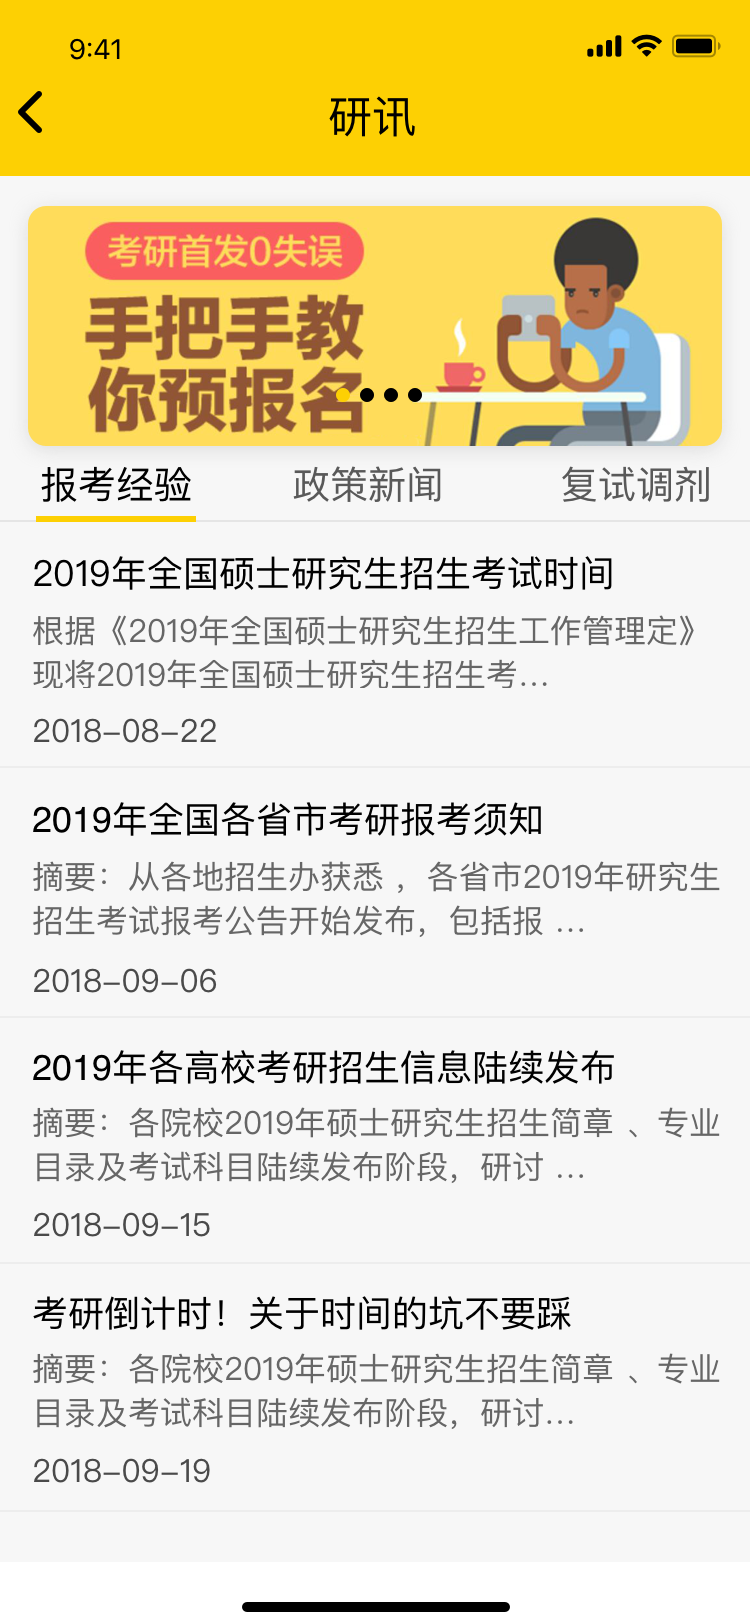 9:41
研讯
考研首发0失误
手把手教
你预报名
报考经验 政策新闻 复试调剂
2019年全国硕士研究生招生考试时间
根据《2019年全国硕士研究生招生工作管理定》
现将2019年全国硕士研究生招生考...
2018-08-22
2019年全国各省市考研报考须知
摘要：从各地招生办获悉 ，各省市2019年研究生
招生考试报考公告开始发布，包括报 ...
2018-09-06
2019年各高校考研招生信息陆续发布
摘要：各院校2019年硕士研究生招生简章 、专业
目录及考试科目陆续发布阶段，研讨 ...
2018-09-15
考研倒计时！关于时间的坑不要踩
摘要：各院校2019年硕士研究生招生简章 、专业
目录及考试科目陆续发布阶段，研讨...
2018-09-19